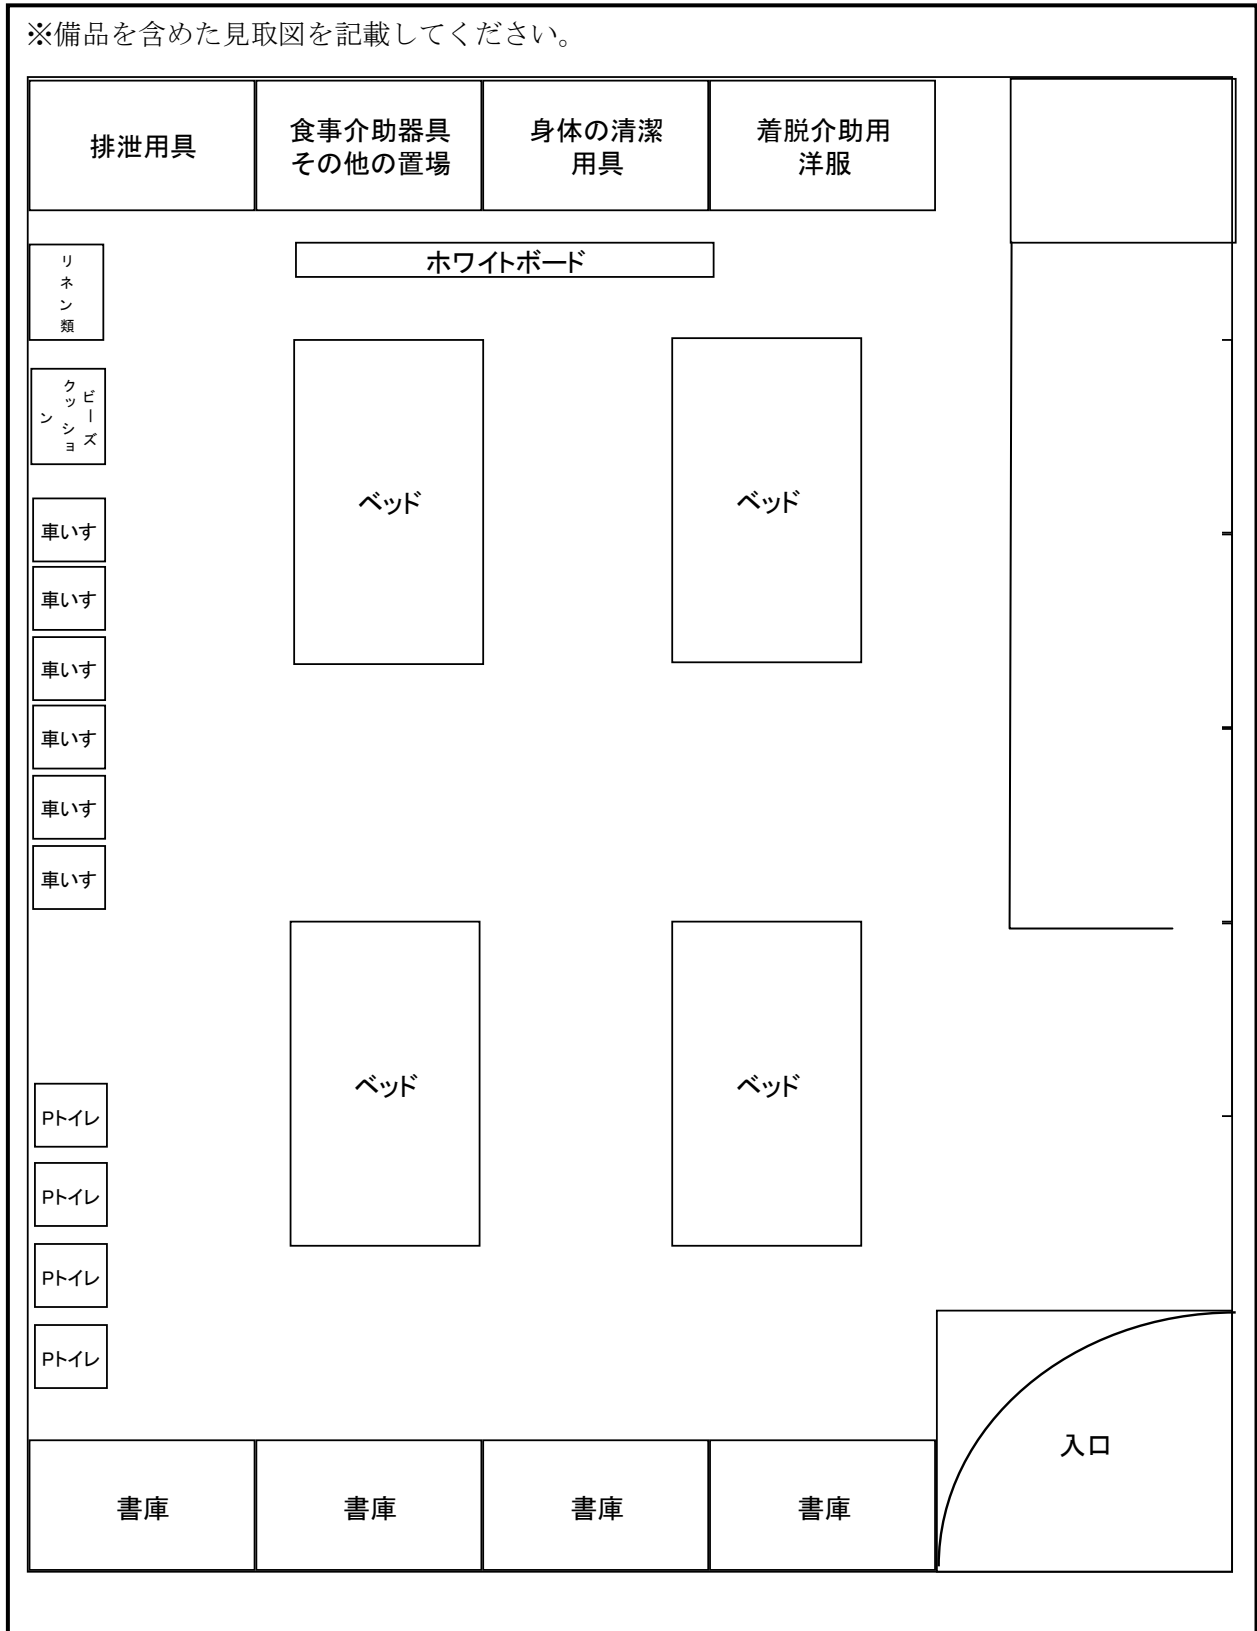 ※備品を含めた見取図を記載してください。
排泄用具
食事介助器具
その他の置場
身体の清潔
用具
着脱介助用
洋服
ホワイトボード
リネン類
ビーズ
クッショ
ン
ベッド
ベッド
車いす
車いす
車いす
車いす
車いす
車いす
ベッド
ベッド
Pトイレ
Pトイレ
Pトイレ
Pトイレ
入口
書庫
書庫
書庫
書庫